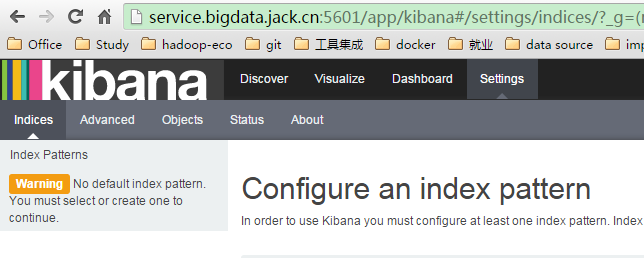 service.bigdata.jack.cn:5601/app/kibana#/settings/indices/?_g=(r
Office Study hadoop-eco git 工具集成 docker 就业 data source imp
kibana Discover Visualize Dashboard Settings
Indices Advanced Objects Status About
Index Patterns
Warning No default index pattern.
You must select or create one to
continue.
Configure an index pattern
In order to use Kibana you must configure at least one index pattern. Index